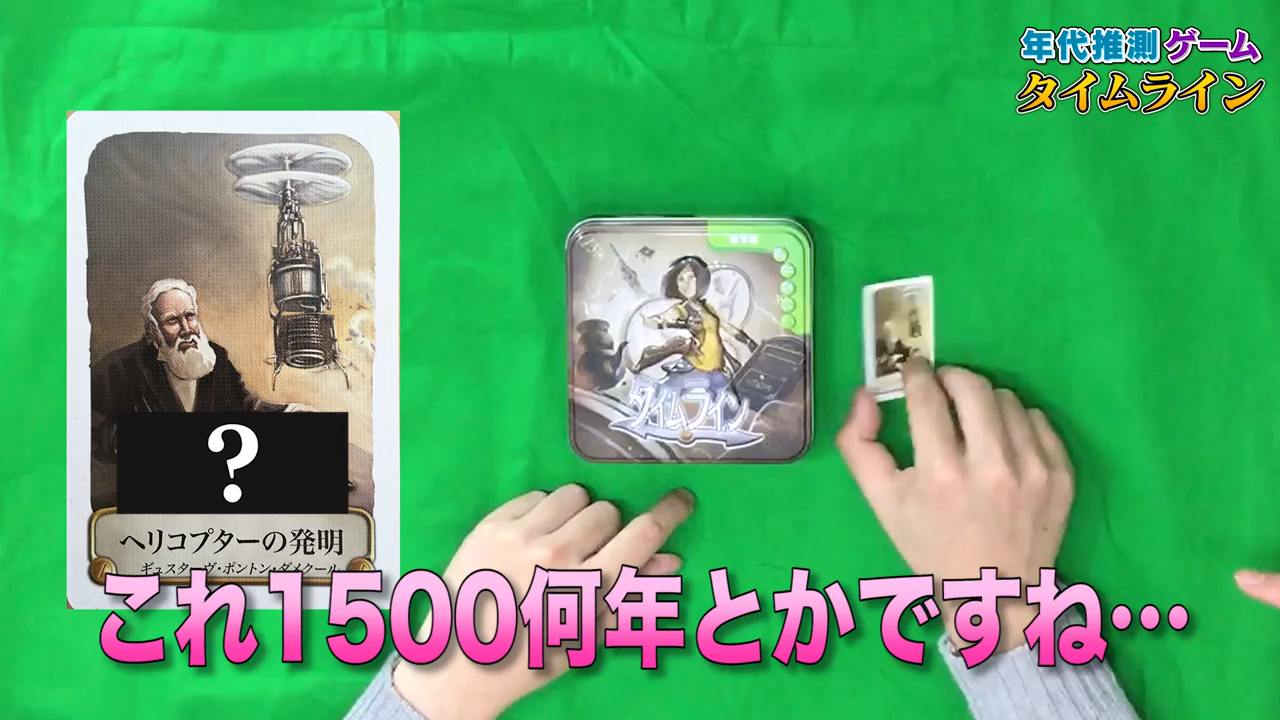 年代推測ゲーム
タイムライン
?
ヘリコプターの発明
ギュスターヴ・ポントン・ダメクール
タイムライン
これ1500何年とかですね…